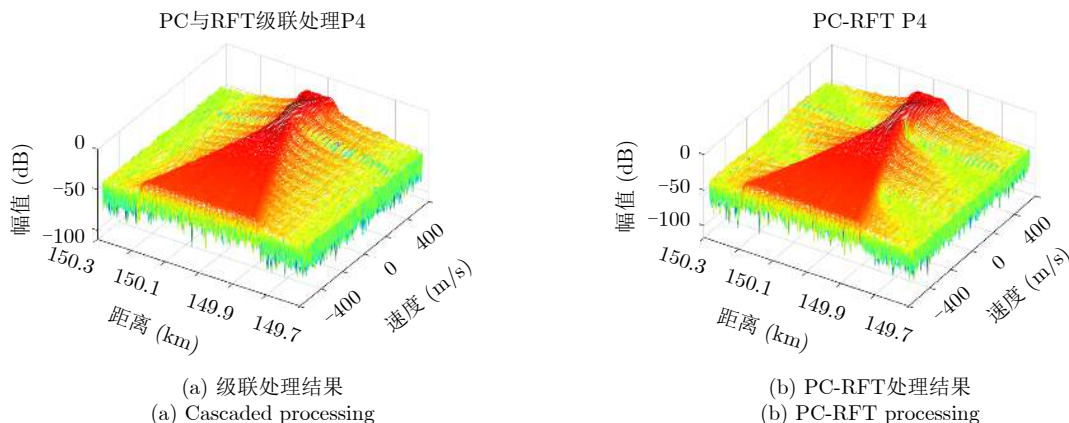 PC与RFT级联处理P4
0
−50
−100
幅值 (dB)
150.3
150.1
149.9
149.7
距离 (km)
−400
0
400
速度 (m/s)
(a) 级联处理结果
(a) Cascaded processing
PC-RFT P4
0
−50
−100
幅值 (dB)
150.3
150.1
149.9
149.7
距离 (km)
−400
0
400
速度 (m/s)
(b) PC-RFT处理结果
(b) PC-RFT processing